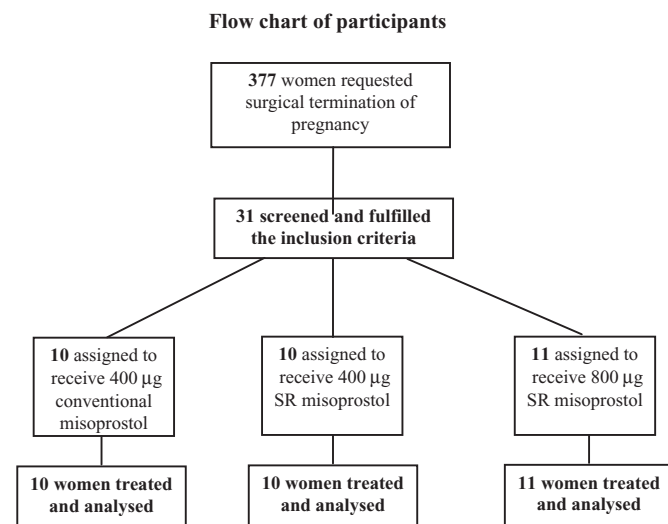 Flow chart of participants
377 women requested
surgical termination of
pregnancy
31 screened and fulfilled
the inclusion criteria
10 assigned to
receive 400 μg
conventional
misoprostol
10 assigned to
receive 400 μg
SR misoprostol
11 assigned to
receive 800 μg
SR misoprostol
10 women treated
and analysed
10 women treated
and analysed
11 women treated
and analysed